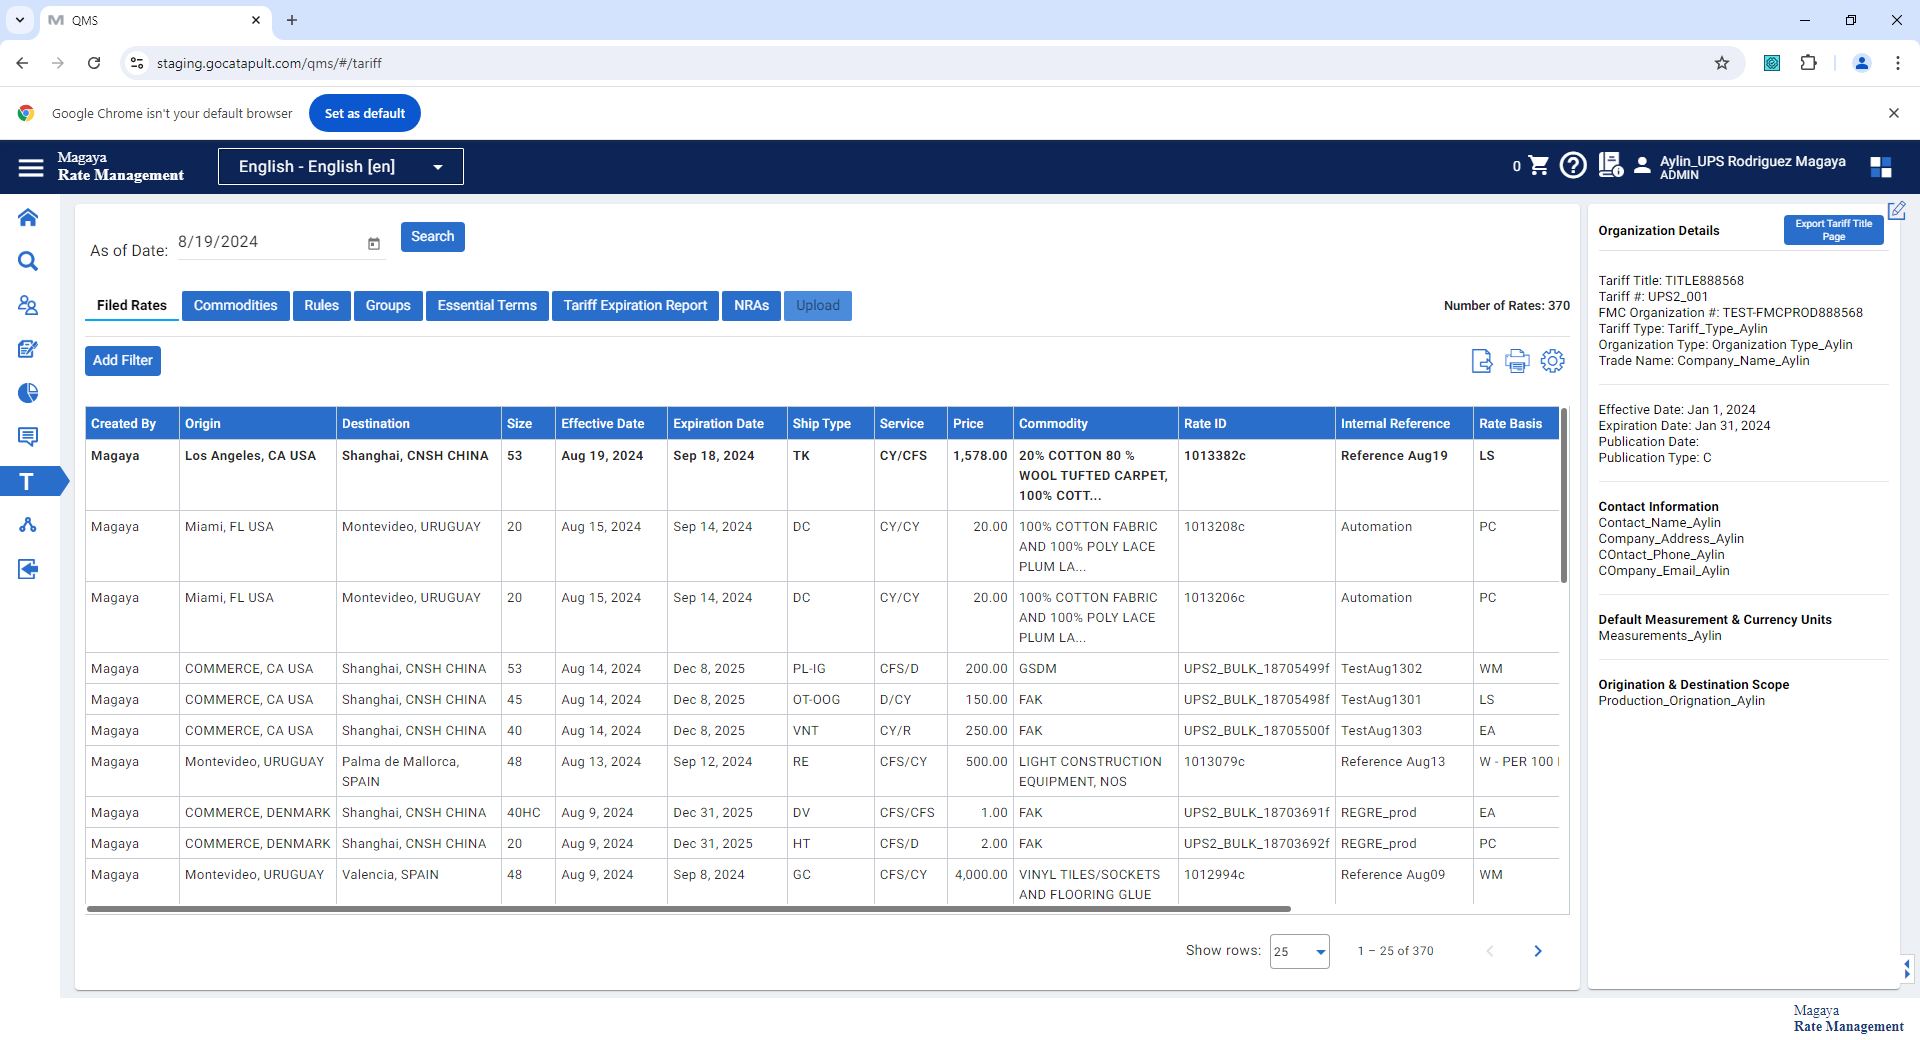 QMS
staging.gocatapult.com/qms/#/tariff
Google Chrome isn't your default browser
Set as default
Magaya
Rate Management
English - English [en]
0
Aylin_UPS Rodriguez Magaya
ADMIN
As of Date: 8/19/2024
Search
Filed Rates Commodities Rules Groups Essential Terms Tariff Expiration Report NRAs Upload
Number of Rates: 370
Add Filter
Created By Origin Destination Size Effective Date Expiration Date Ship Type Service Price Commodity Rate ID Internal Reference Rate Basis
Magaya Los Angeles, CA USA Shanghai, CNSH CHINA 53 Aug 19, 2024 Sep 18, 2024 TK CY/CFS 1,578.00 20% COTTON 80 % 1013382c Reference Aug19 LS
WOOL TUFTED CARPET,
100% COTT...
Magaya Miami, FL USA Montevideo, URUGUAY 20 Aug 15, 2024 Sep 14, 2024 DC CY/CY 20.00 100% COTTON FABRIC 1013208c Automation PC
AND 100% POLY LACE
PLUM LA...
Magaya Miami, FL USA Montevideo, URUGUAY 20 Aug 15, 2024 Sep 14, 2024 DC CY/CY 20.00 100% COTTON FABRIC 1013206c Automation PC
AND 100% POLY LACE
PLUM LA...
Magaya COMMERCE, CA USA Shanghai, CNSH CHINA 53 Aug 14, 2024 Dec 8, 2025 PL-IG CFS/D 200.00 GSDM UPS2_BULK_18705499f TestAug1302 WM
Magaya COMMERCE, CA USA Shanghai, CNSH CHINA 45 Aug 14, 2024 Dec 8, 2025 OT-OOG D/CY 150.00 FAK UPS2_BULK_18705498f TestAug1301 LS
Magaya COMMERCE, CA USA Shanghai, CNSH CHINA 40 Aug 14, 2024 Dec 8, 2025 VNT CY/R 250.00 FAK UPS2_BULK_18705500f TestAug1303 EA
Magaya Montevideo, URUGUAY Palma de Mallorca, 48 Aug 13, 2024 Sep 12, 2024 RE CFS/CY 500.00 LIGHT CONSTRUCTION 1013079c Reference Aug13 W - PER 100
SPAIN EQUIPMENT, NOS
Magaya COMMERCE, DENMARK Shanghai, CNSH CHINA 40HC Aug 9, 2024 Dec 31, 2025 DV CFS/CFS 1.00 FAK UPS2_BULK_18703691f REGRE_prod EA
Magaya COMMERCE, DENMARK Shanghai, CNSH CHINA 20 Aug 9, 2024 Dec 31, 2025 HT CFS/D 2.00 FAK UPS2_BULK_18703692f REGRE_prod PC
Magaya Montevideo, URUGUAY Valencia, SPAIN 48 Aug 9, 2024 Sep 8, 2024 GC CFS/CY 4,000.00 VINYL TILES/SOCKETS 1012994c Reference Aug09 WM
AND FLOORING GLUE
Show rows: 25 1 – 25 of 370
Organization Details
Export Tariff Title
Page
Tariff Title: TITLE888568
Tariff #: UPS2_001
FMC Organization #: TEST-FMCPROD888568
Tariff Type: Tariff_Type_Aylin
Organization Type: Organization Type_Aylin
Trade Name: Company_Name_Aylin
Effective Date: Jan 1, 2024
Expiration Date: Jan 31, 2024
Publication Date:
Publication Type: C
Contact Information
Contact_Name_Aylin
Company_Address_Aylin
COntact_Phone_Aylin
COmpany_Email_Aylin
Default Measurement & Currency Units
Measurements_Aylin
Origination & Destination Scope
Production_Orignation_Aylin
Magaya
Rate Management